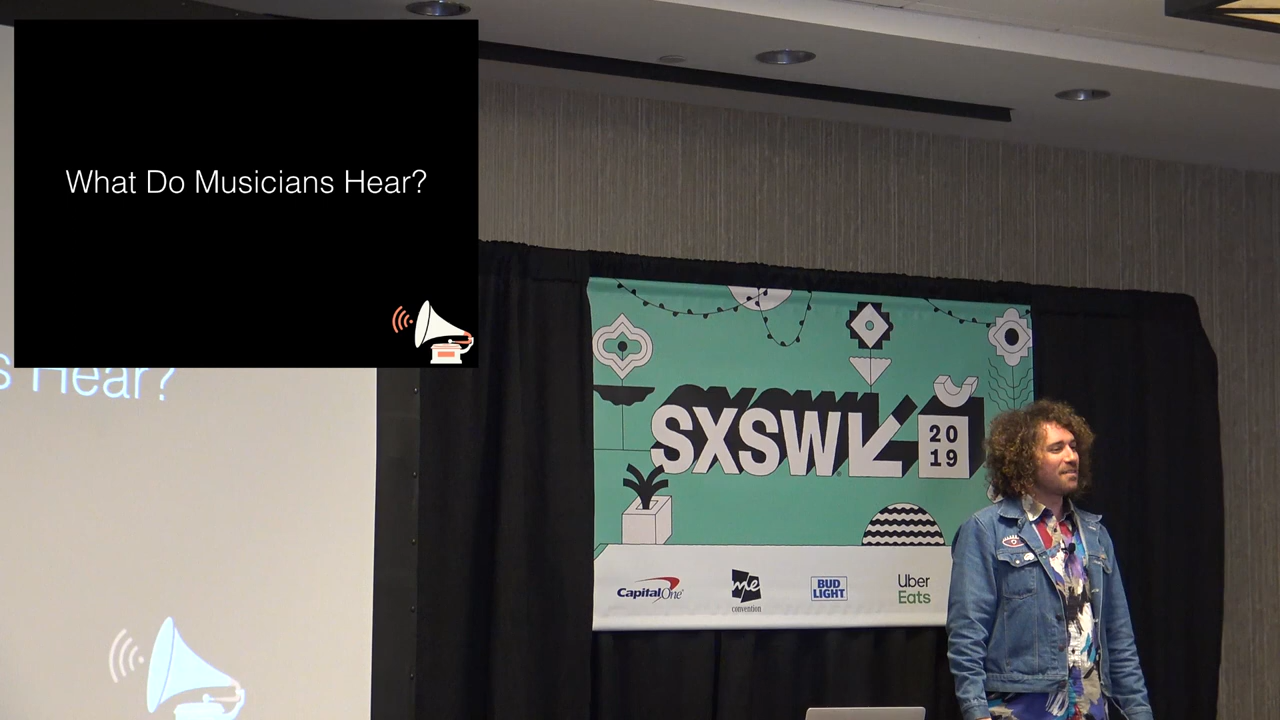 What Do Musicians Hear?
s Hear?
SXSW
20
19
Capital One
me
convention
BUD
LIGHT
Uber
Eats